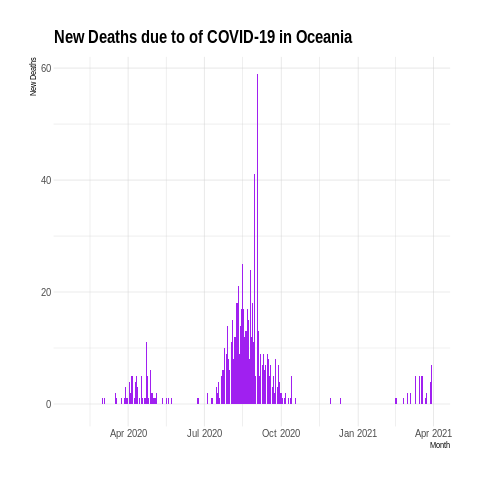 New Deaths due to of COVID-19 in Oceania
New Deaths
60
40
20
0
Apr 2020 Jul 2020 Oct 2020 Jan 2021 Apr 2021
Month